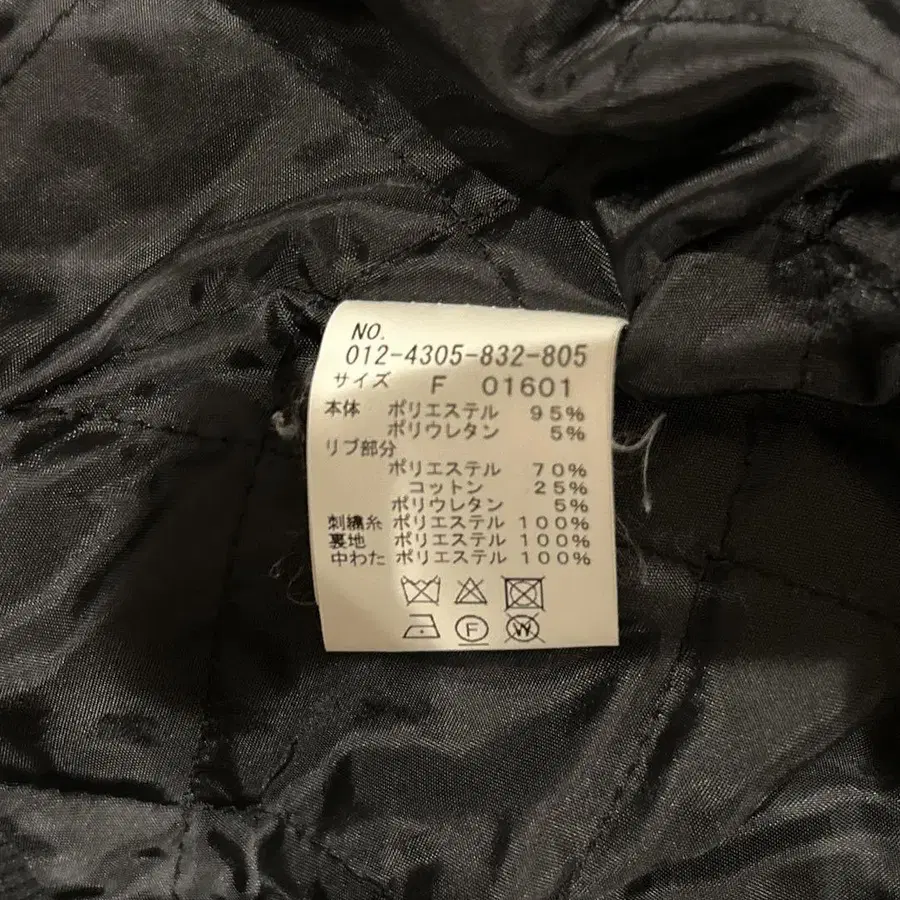 NO.
012-4305-832-805
サイズ F 01601
本体 ポリエステル 95%
ポリウレタン 5%
リブ部分
ポリエステル 70%
コットン 25%
ポリウレタン 5%
刺繍糸 ポリエステル 100%
裏地 ポリエステル 100%
中わた ポリエステル 100%
F W